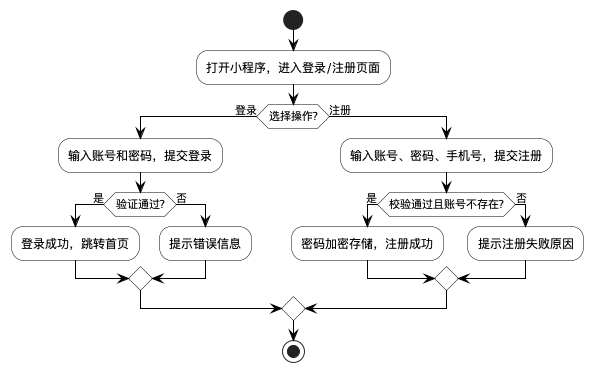 打开小程序，进入登录/注册页面
登录
选择操作?
注册
输入账号和密码，提交登录
输入账号、密码、手机号，提交注册
是
验证通过?
否
是
校验通过且账号不存在?
否
登录成功，跳转首页
提示错误信息
密码加密存储，注册成功
提示注册失败原因